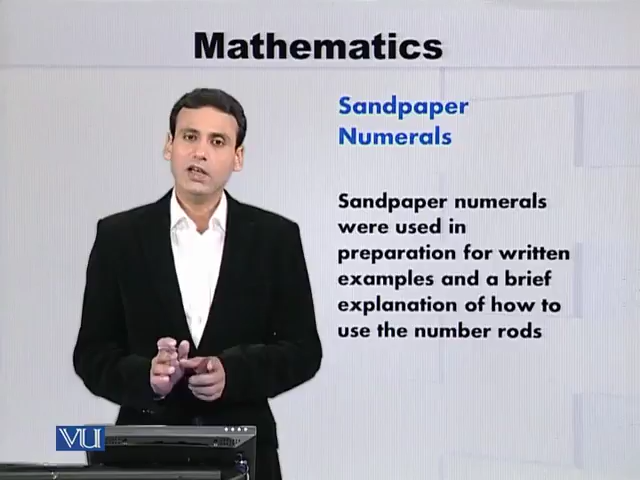 Mathematics
Sandpaper
Numerals
Sandpaper numerals
were used in
preparation for written
examples and a brief
explanation of how to
use the number rods
VU